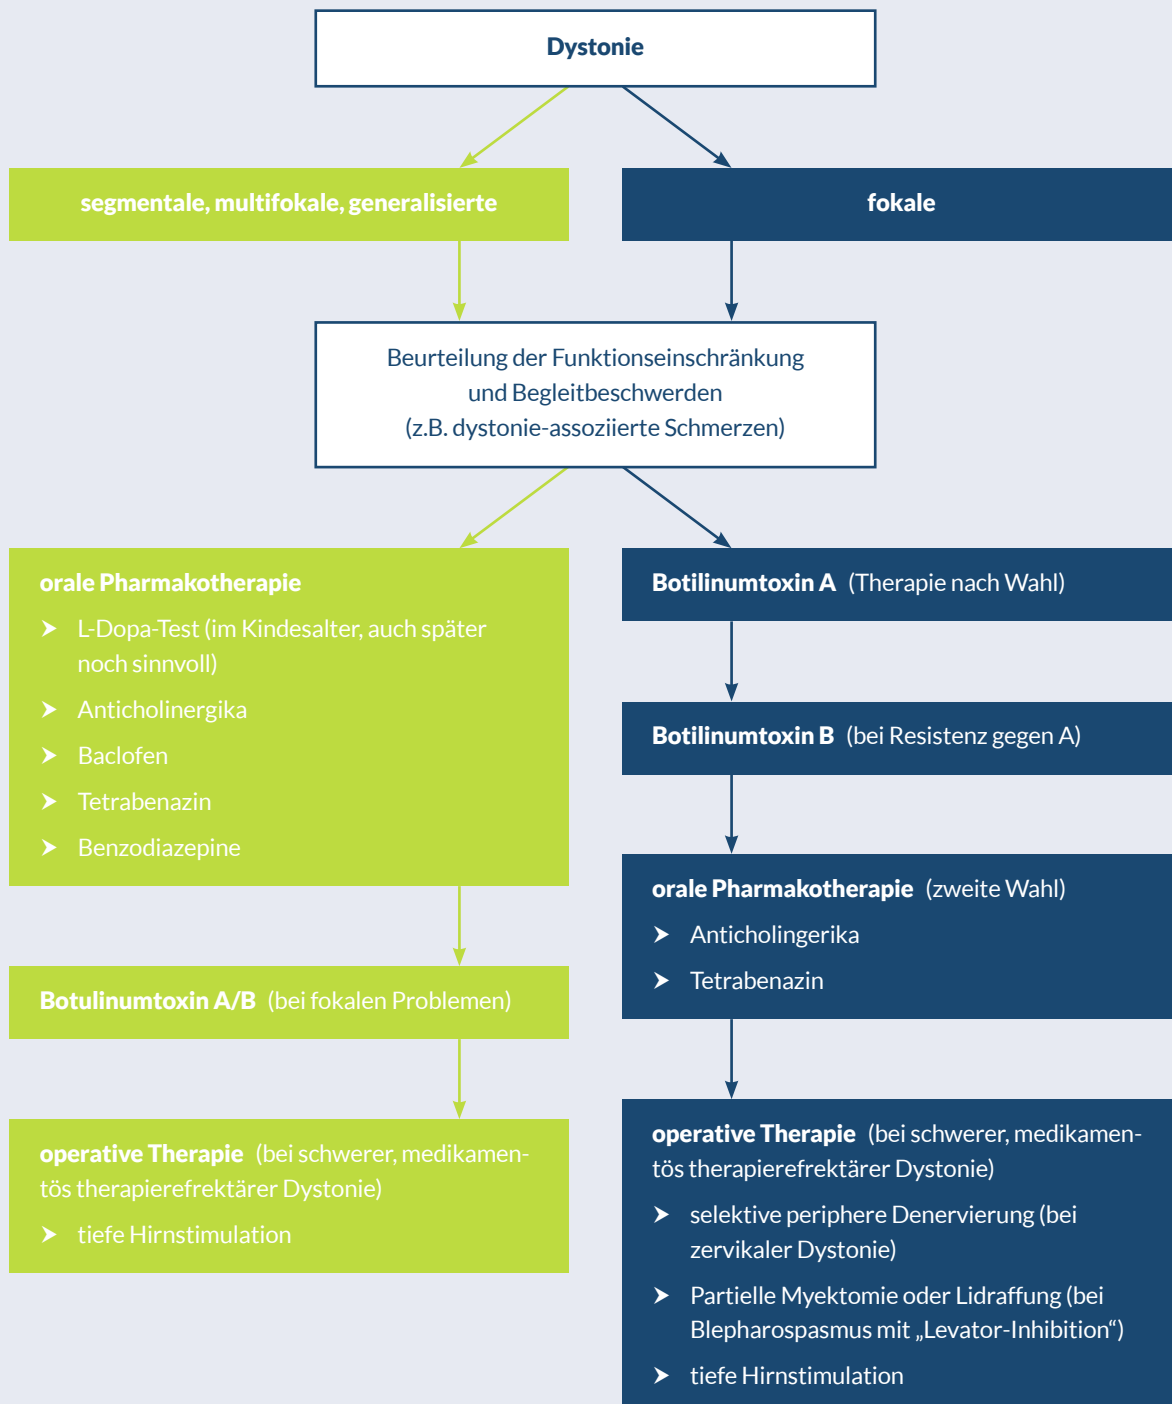 Dystonie
segmentale, multifokale, generalisierte
fokale
Beurteilung der Funktionseinschränkung
und Begleitbeschwerden
(z.B. dystonie-assoziierte Schmerzen)
orale Pharmakotherapie
➤ L-Dopa-Test (im Kindesalter, auch später
noch sinnvoll)
➤ Anticholinergika
➤ Baclofen
➤ Tetrabenazin
➤ Benzodiazepine
Botulinumtoxin A/B (bei fokalen Problemen)
operative Therapie (bei schwerer, medikamen-
tös therapierefrektärer Dystonie)
➤ tiefe Hirnstimulation
Botilinumtoxin A (Therapie nach Wahl)
Botilinumtoxin B (bei Resistenz gegen A)
orale Pharmakotherapie (zweite Wahl)
➤ Anticholingerika
➤ Tetrabenazin
operative Therapie (bei schwerer, medikamen-
tös therapierefrektärer Dystonie)
➤ selektive periphere Denervierung (bei
zervikaler Dystonie)
➤ Partielle Myektomie oder Lidraffung (bei
Blepharospasmus mit „Levator-Inhibition“)
➤ tiefe Hirnstimulation